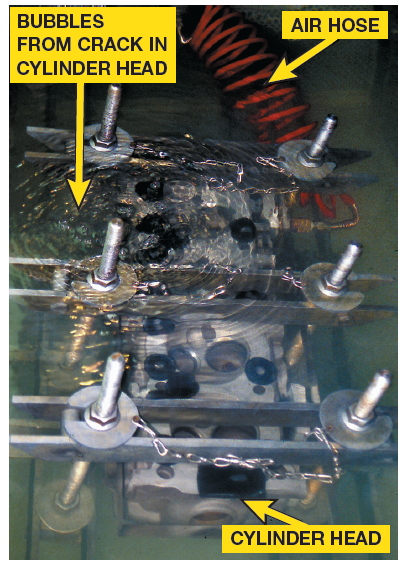 BUBBLES
FROM CRACK IN
CYLINDER HEAD
AIR HOSE
CYLINDER HEAD